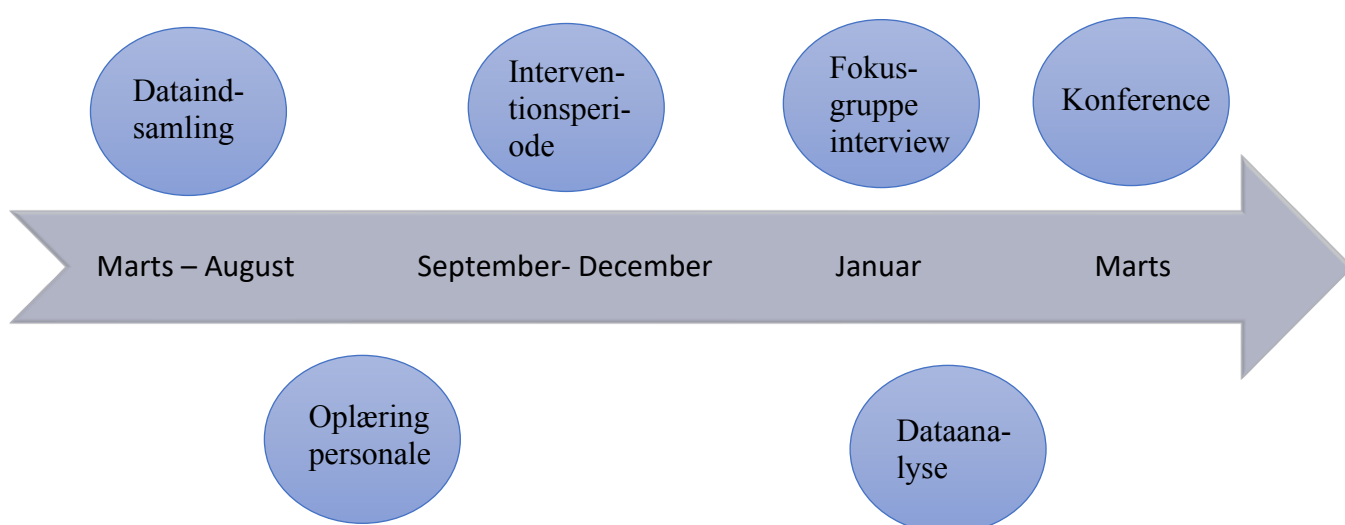 Dataind-
samling
Interven-
tionsperi-
ode
Fokus-
gruppe
interview
Konference
Marts – August
September- December
Januar
Marts
Oplæring
personale
Dataana-
lyse